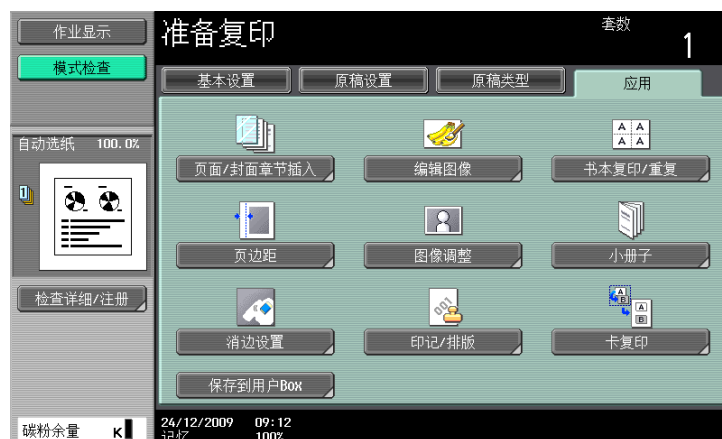 作业显示
准备复印
套数
1
模式检查
基本设置
原稿设置
原稿类型
应用
自动选纸 100.0%
1
页面/封面章节插入
编辑图像
A A
A A
书本复印/重复
页边距
图像调整
小册子
检查详细/注册
消边设置
001
印记/排版
A
B
A
B
卡复印
保存到用户Box
碳粉余量 K
24/12/2009 09:12
记忆 100%